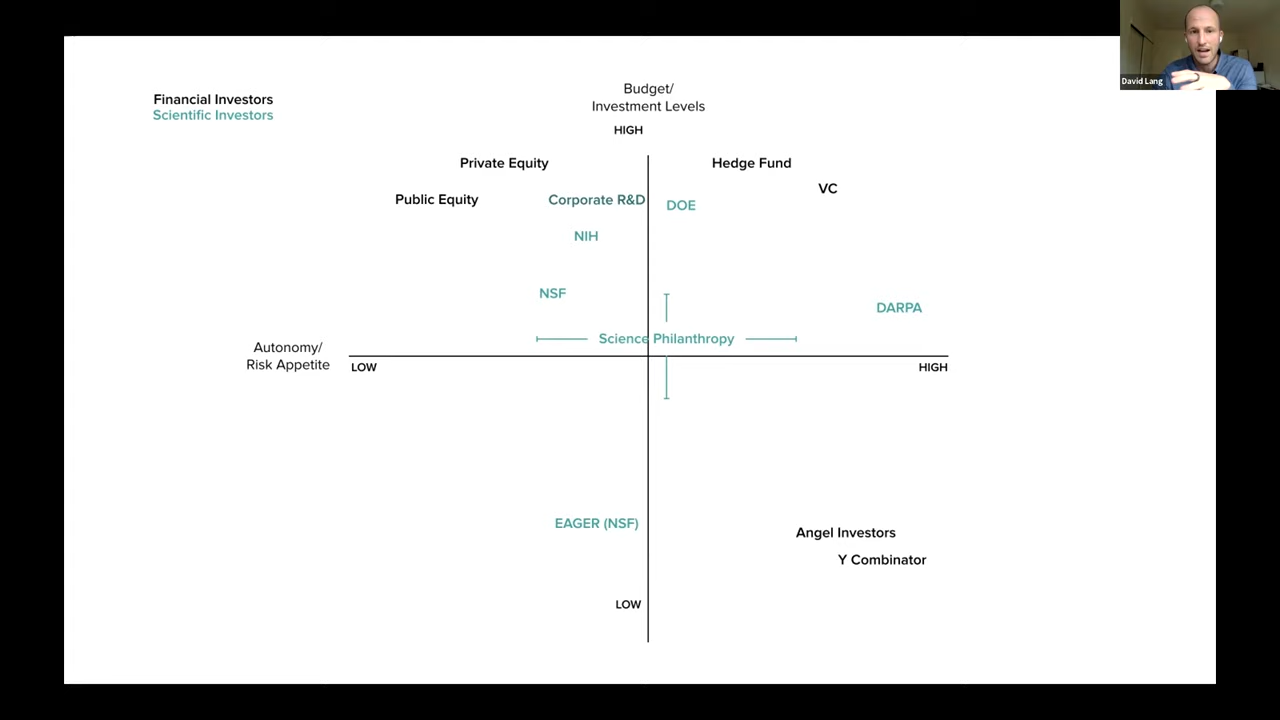 David Lang
Financial Investors
Scientific Investors
Budget/
Investment Levels
HIGH
Private Equity
Hedge Fund
VC
Public Equity
Corporate R&D
DOE
NIH
NSF
DARPA
Science Philanthropy
Autonomy/
Risk Appetite
LOW
HIGH
EAGER (NSF)
Angel Investors
Y Combinator
LOW